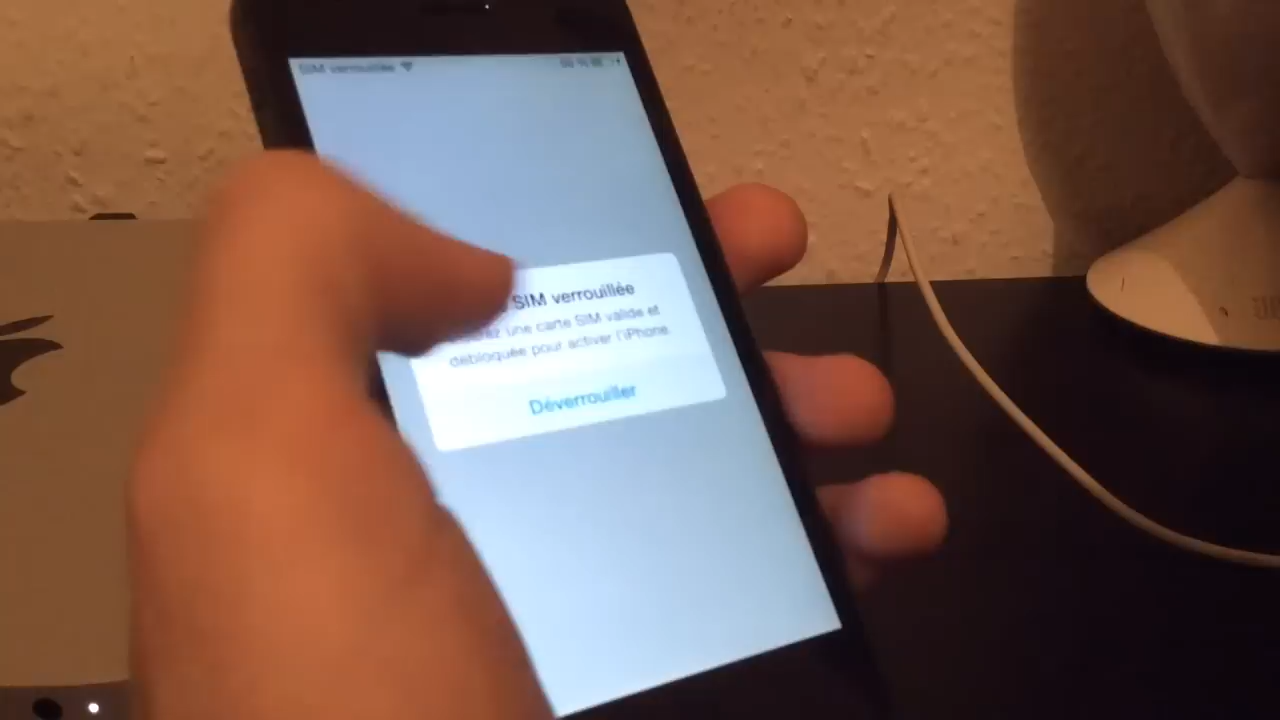 SIM verrouillée
SIM verrouillée
une carte SIM valide et
débloquée pour activer l'iPhone
Déverrouiller